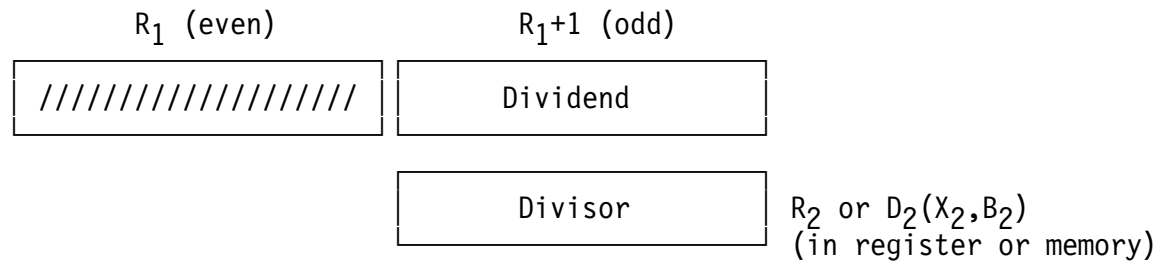 R1 (even) R1+1 (odd)
//////////////////// Dividend
Divisor R2 or D2(X2,B2)
(in register or memory)